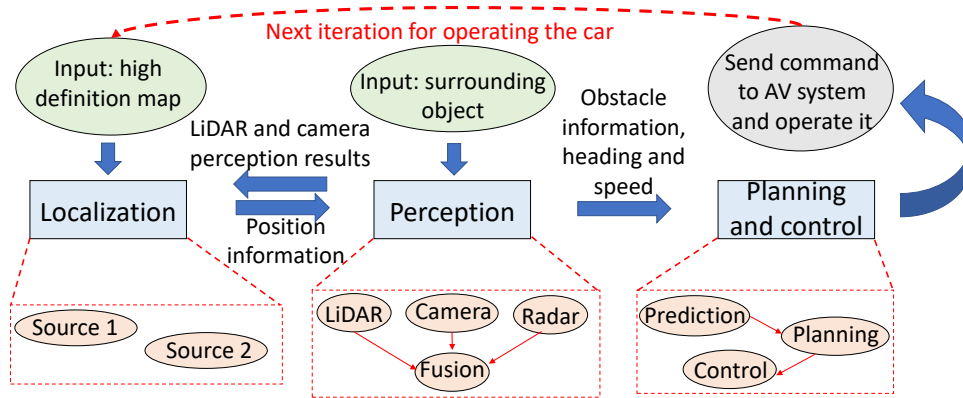 Next iteration for operating the car
Input: high
definition map
Input: surrounding
object
Send command
to AV system
and operate it
LiDAR and camera
perception results
Obstacle
information,
heading and
speed
Localization
Position
information
Perception
Planning
and control
Source 1
Source 2
LiDAR
Camera
Radar
Fusion
Prediction
Planning
Control